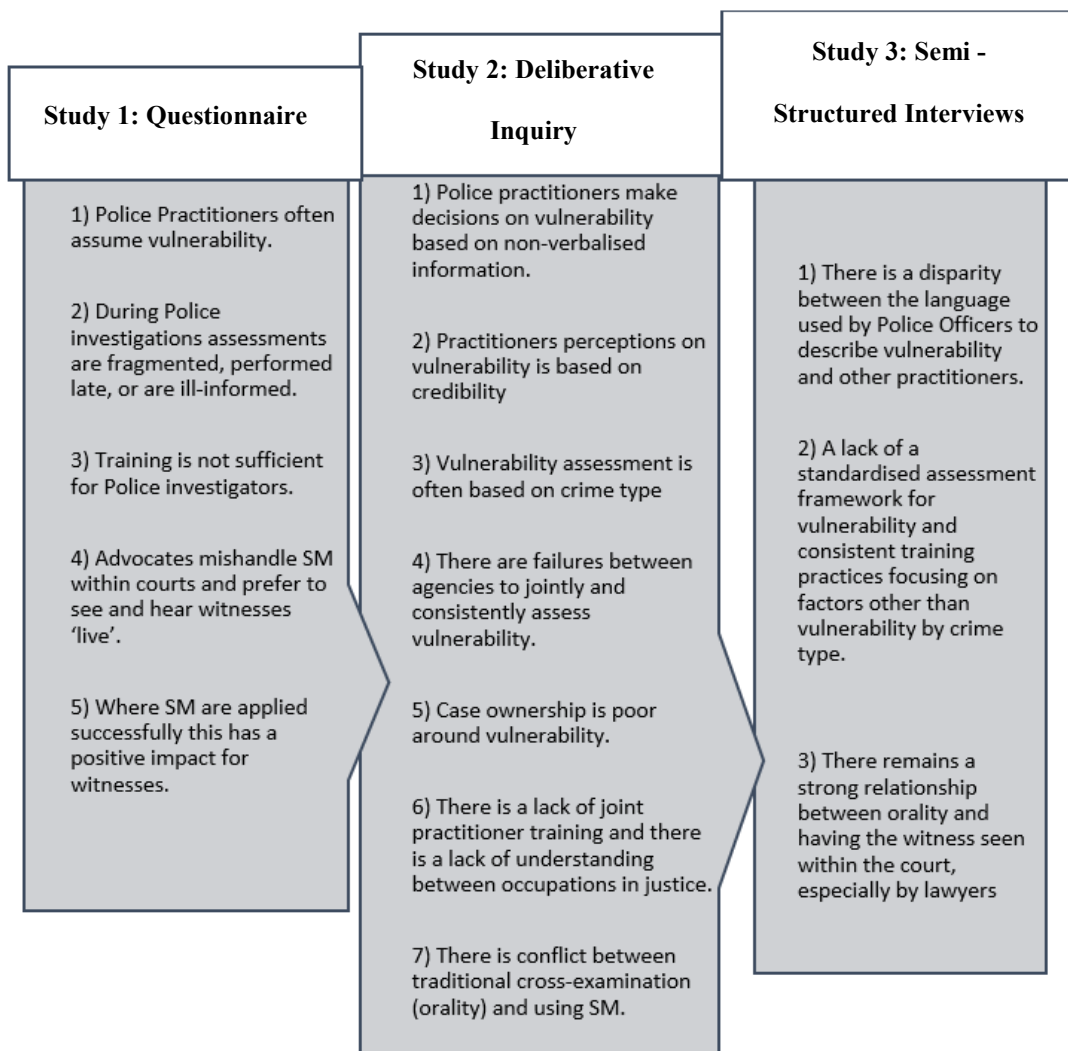 Study 1: Questionnaire
1) Police Practitioners often
assume vulnerability.
2) During Police
investigations assessments
are fragmented, performed
late, or are ill-informed.
3) Training is not sufficient
for Police investigators.
4) Advocates mishandle SM
within courts and prefer to
see and hear witnesses
‘live’.
5) Where SM are applied
successfully this has a
positive impact for
witnesses.
Study 2: Deliberative
Inquiry
1) Police practitioners make
decisions on vulnerability
based on non-verbalised
information.
2) Practitioners perceptions on
vulnerability is based on
credibility
3) Vulnerability assessment is
often based on crime type
4) There are failures between
agencies to jointly and
consistently assess
vulnerability.
5) Case ownership is poor
around vulnerability.
6) There is a lack of joint
practitioner training and there
is a lack of understanding
between occupations in justice.
7) There is conflict between
traditional cross-examination
(orality) and using SM.
Study 3: Semi -
Structured Interviews
1) There is a disparity
between the language
used by Police Officers to
describe vulnerability
and other practitioners.
2) A lack of a
standardised assessment
framework for
vulnerability and
consistent training
practices focusing on
factors other than
vulnerability by crime
type.
3) There remains a
strong relationship
between orality and
having the witness seen
within the court,
especially by lawyers